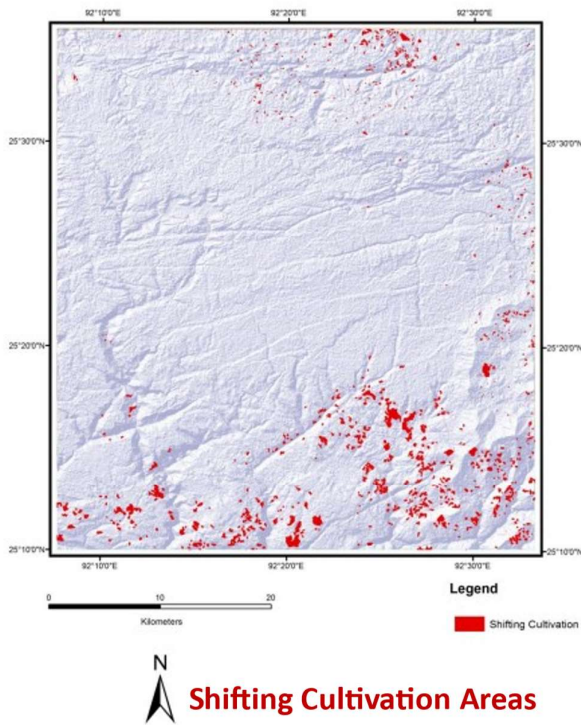 92°10'0"E 92°20'0"E 92°30'0"E
25°30'0"N 25°30'0"N
25°20'0"N 25°20'0"N
25°10'0"N 25°10'0"N
92°10'0"E 92°20'0"E 92°30'0"E
0 10 20
Kilometers
Legend
Shifting Cultivation
N
Shifting Cultivation Areas